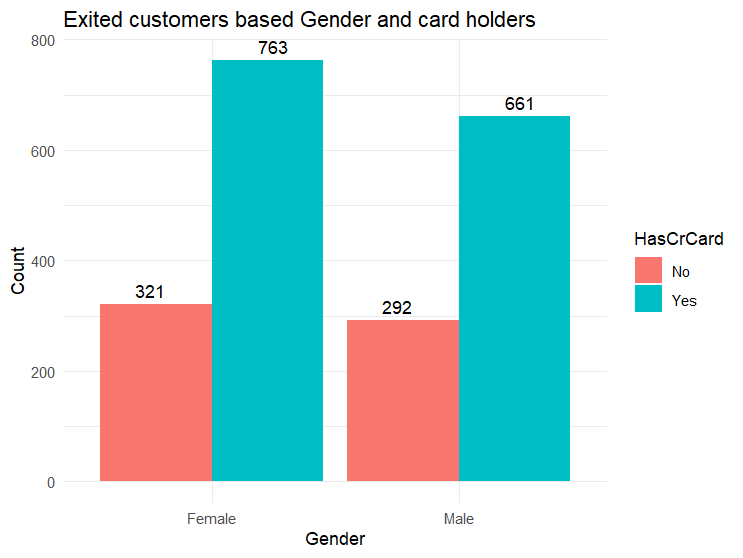 Exited customers based Gender and card holders
800
600
400
200
0
Count
763
661
321
292
Female
Male
Gender
HasCrCard
No
Yes